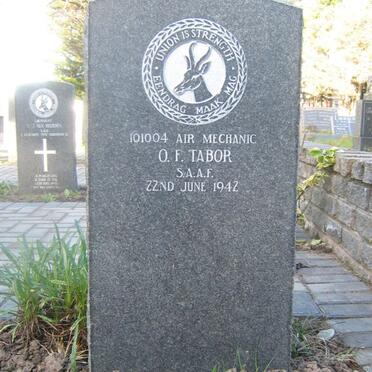 UNION IS STRENGTH
EENDRAG MAAK MAG
101004 AIR MECHANIC
O. F. TABOR
S.A.A.F.
22ND JUNE 1942